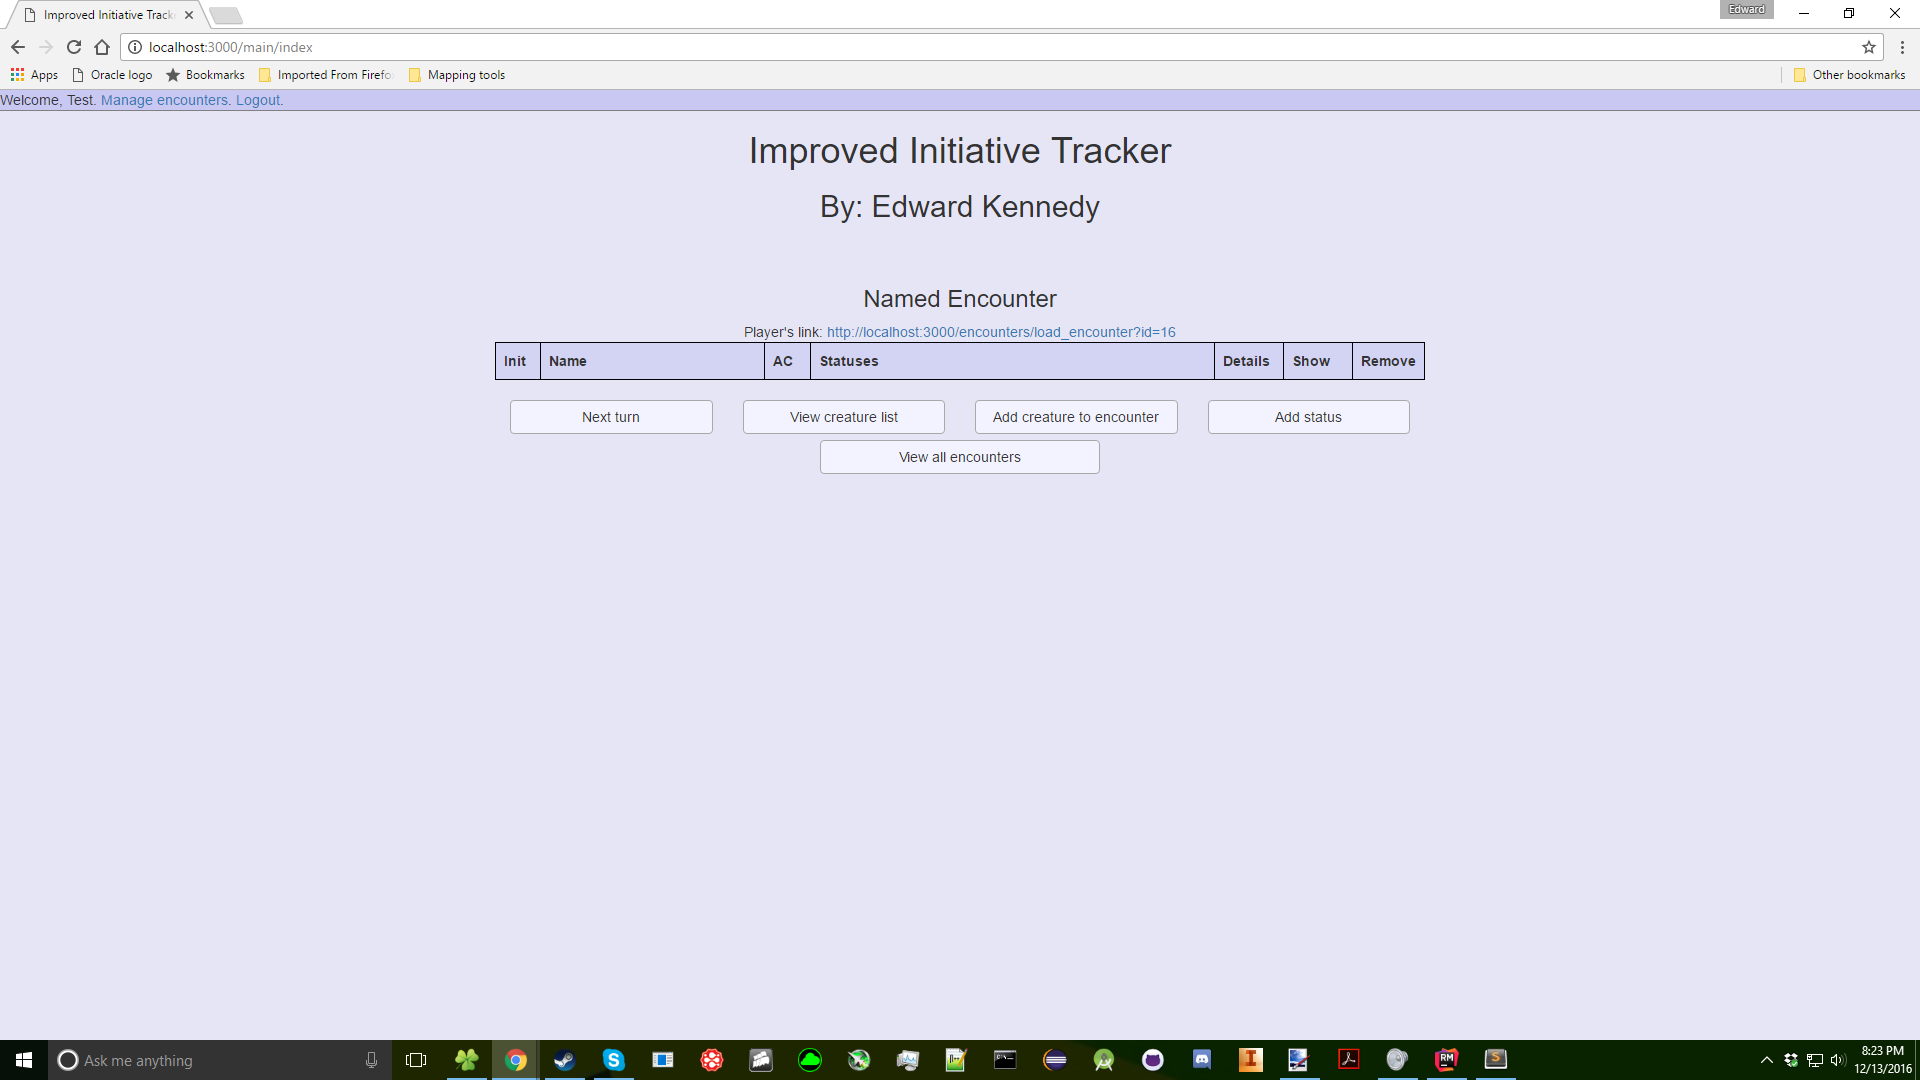 Improved Initiative Track
Edward
localhost:3000/main/index
Apps Oracle logo Bookmarks Imported From Firefo Mapping tools Other bookmarks
Welcome, Test. Manage encounters. Logout.
Improved Initiative Tracker
By: Edward Kennedy
Named Encounter
Player's link: http://localhost:3000/encounters/load_encounter?id=16
Init Name AC Statuses Details Show Remove
Next turn View creature list Add creature to encounter Add status
View all encounters
Ask me anything
RM
8:23 PM
12/13/2016